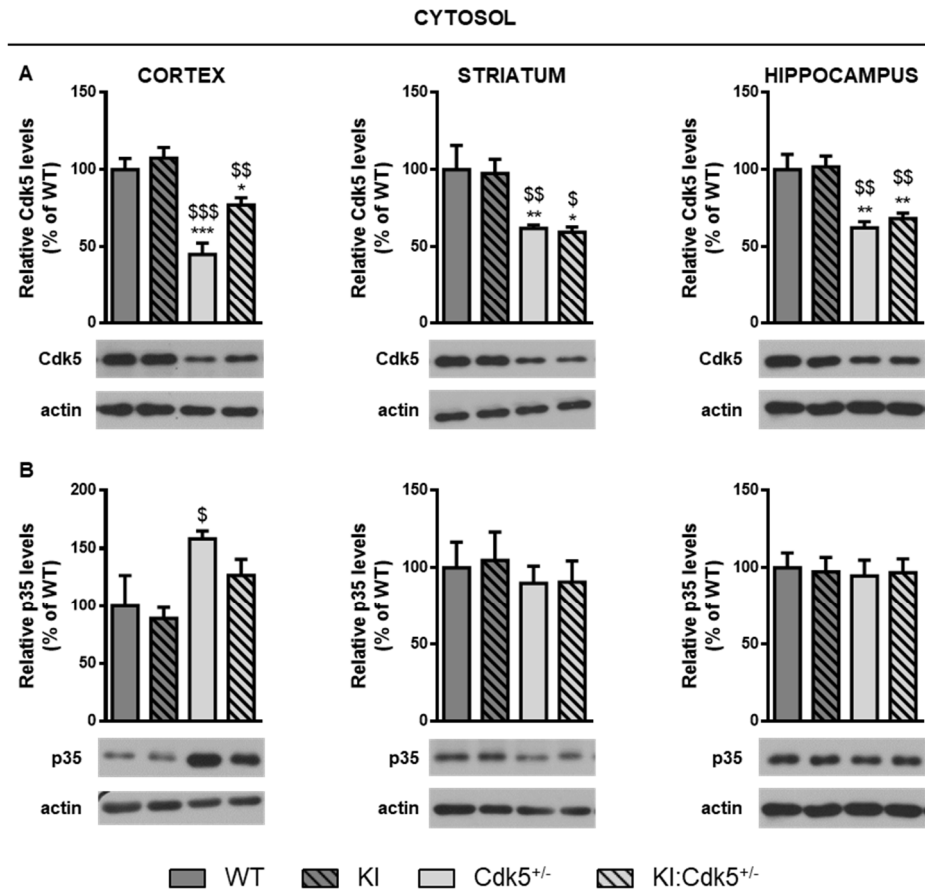 CYTOSOL
A
CORTEX
STRIATUM
HIPPOCAMPUS
Relative Cdk5 levels
(% of WT)
150
100
50
0
$$$
***
$$
*
Relative Cdk5 levels
(% of WT)
150
100
50
0
$$
**
$
*
Relative Cdk5 levels
(% of WT)
150
100
50
0
$$
**
$$
**
Cdk5
actin
Cdk5
actin
Cdk5
actin
B
Relative p35 levels
(% of WT)
200
150
100
50
0
$
Relative p35 levels
(% of WT)
150
100
50
0
Relative p35 levels
(% of WT)
150
100
50
0
p35
actin
p35
actin
p35
actin
WT KI Cdk5+/- KI:Cdk5+/-